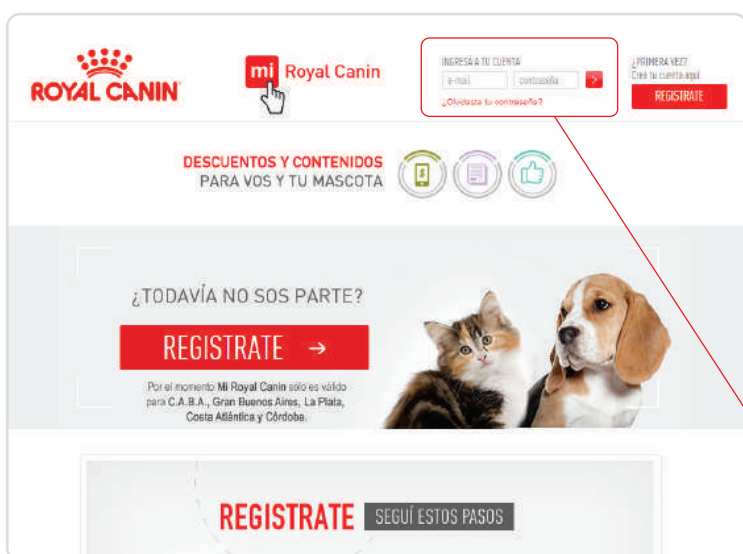 ROYAL CANIN
mi Royal Canin
INGRESÁ A TU CUENTA
e-mail
contraseña
>
¿Olvidaste tu contraseña?
¿PRIMERA VEZ?
Creá tu cuenta aquí
REGISTRATE
DESCUENTOS Y CONTENIDOS
PARA VOS Y TU MASCOTA
$
¿TODAVÍA NO SOS PARTE?
REGISTRATE →
Por el momento Mi Royal Canin sólo es válido
para C.A.B.A., Gran Buenos Aires, La Plata,
Costa Atlántica y Córdoba.
REGISTRATE SEGUÍ ESTOS PASOS